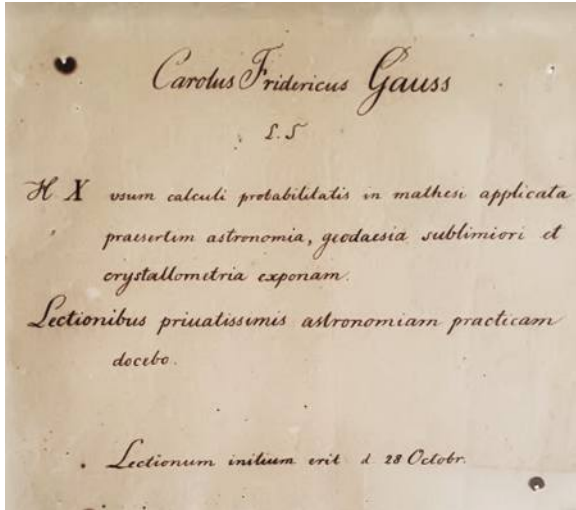 Carolus Fridericus Gauss
L. S
H X vsum calculi probabilitatis in mathesi applicata
praesertim astronomia, geodaesia sublimiori et
crystallometria exponam.
Lectionibus priuatissimis astronomiam practicam
docebo.
Lectionum initium erit d 28 Octobr.